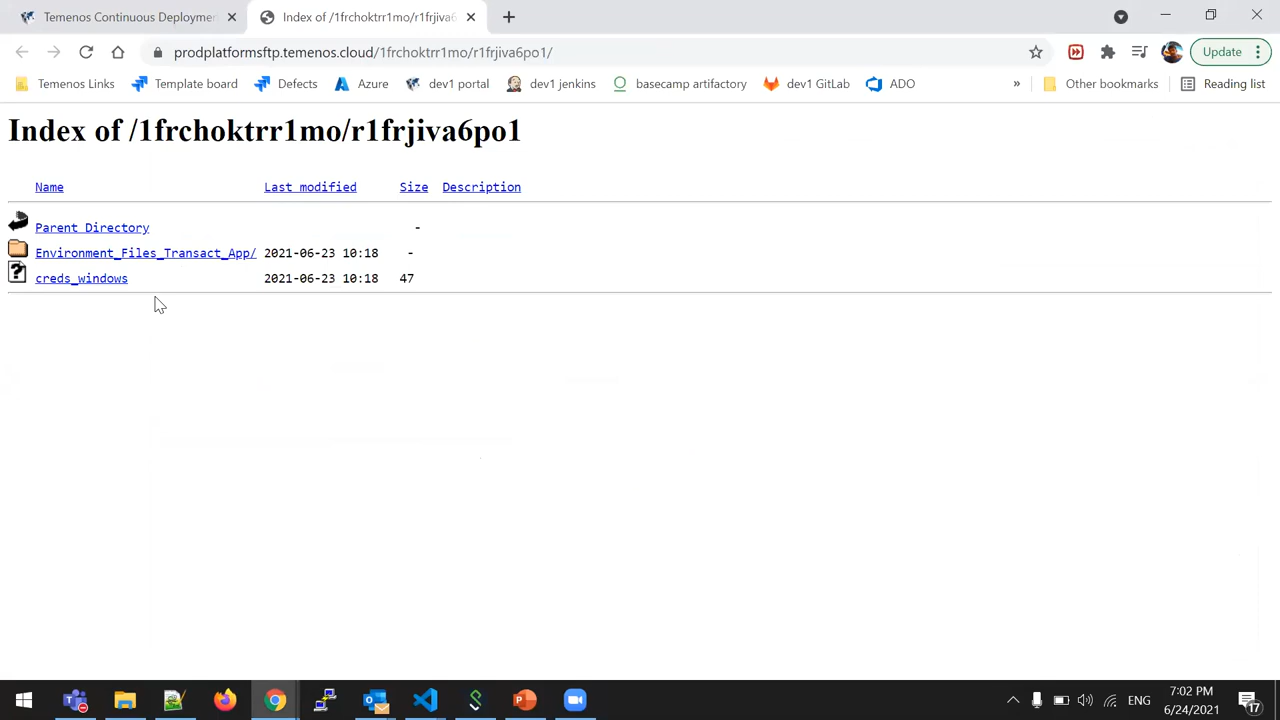 Temenos Continuous Deploymen
Index of /1frchoktrr1mo/r1frjiva6
prodplatformsftp.temenos.cloud/1frchoktrr1mo/r1frjiva6po1/
Update
Temenos Links
Template board
Defects
Azure
dev1 portal
dev1 jenkins
basecamp artifactory
dev1 GitLab
ADO
»
Other bookmarks
Reading list
Index of /1frchoktrr1mo/r1frjiva6po1
Name Last modified Size Description
Parent Directory -
Environment_Files_Transact_App/ 2021-06-23 10:18 -
creds_windows 2021-06-23 10:18 47
ENG
7:02 PM
6/24/2021
17